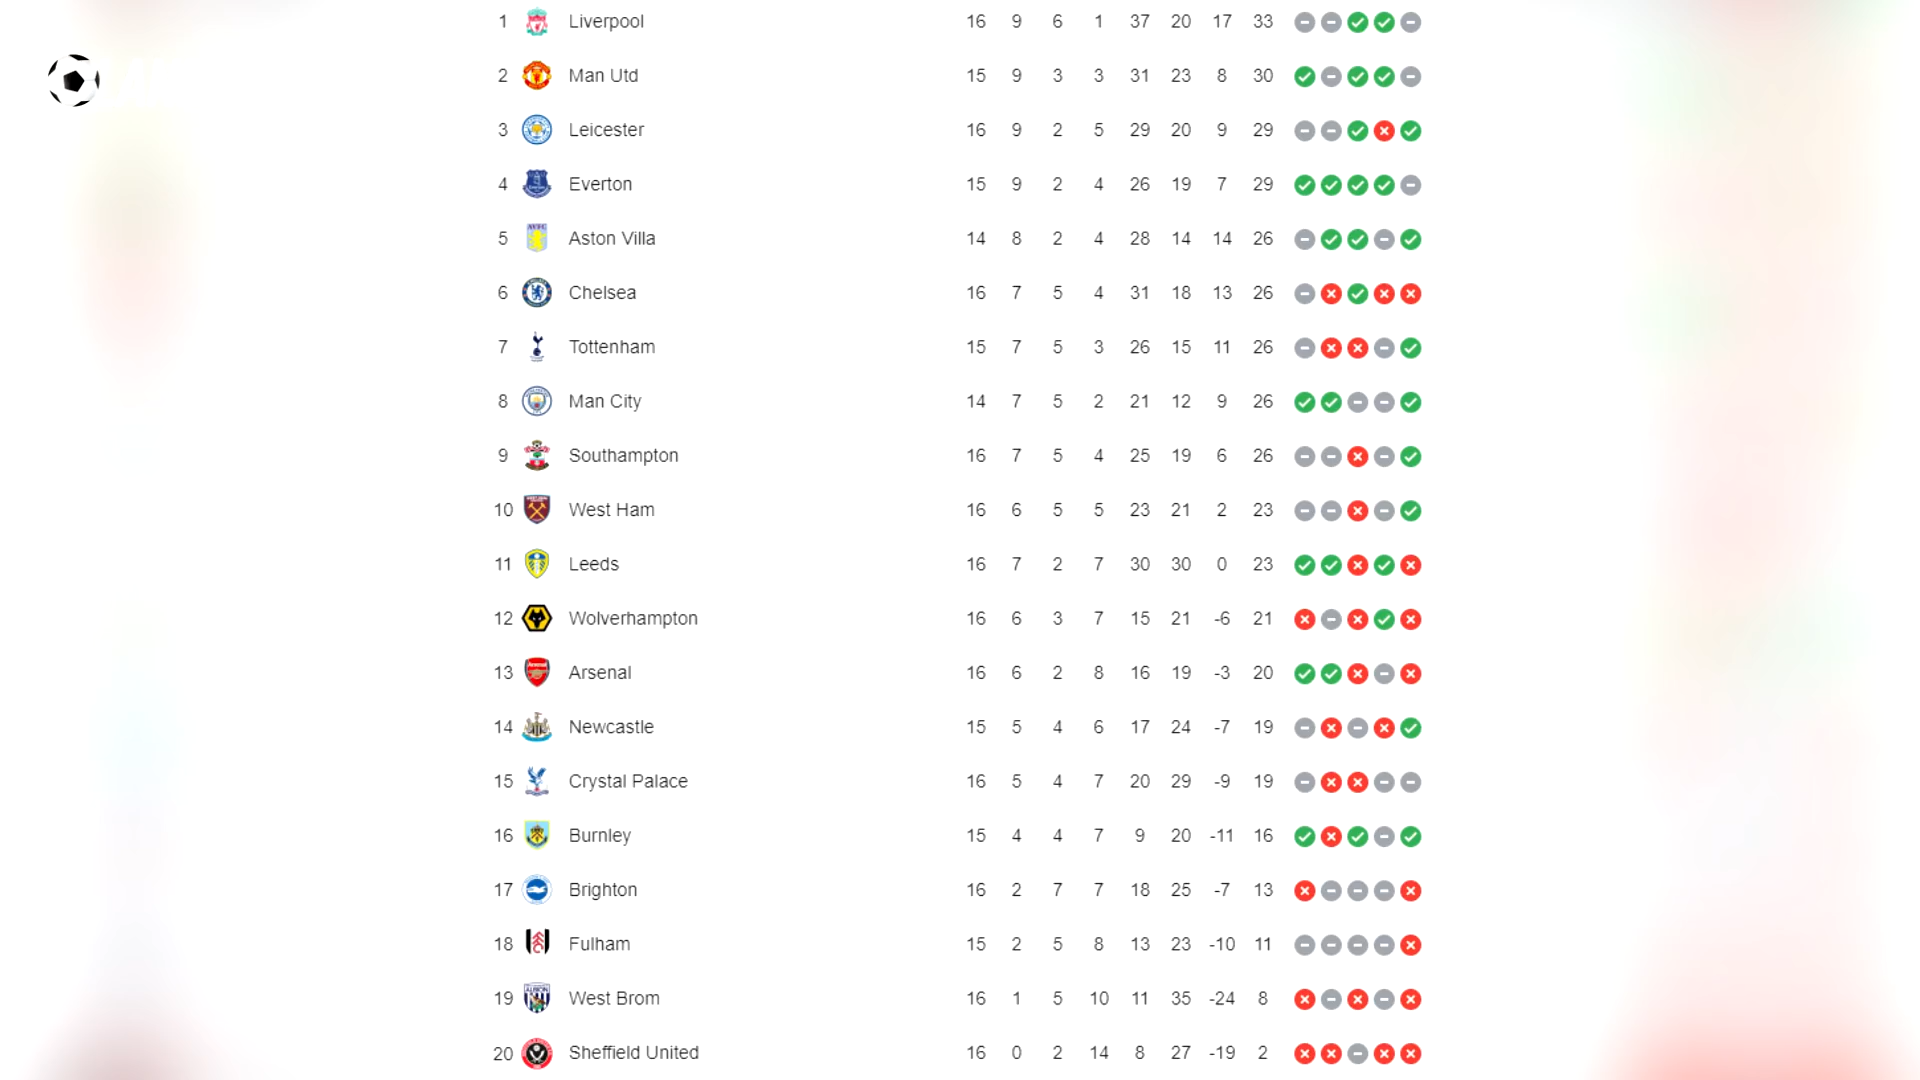 1 Liverpool 16 9 6 1 37 20 17 33
2 Man Utd 15 9 3 3 31 23 8 30
3 Leicester 16 9 2 5 29 20 9 29
4 Everton 15 9 2 4 26 19 7 29
5 Aston Villa 14 8 2 4 28 14 14 26
6 Chelsea 16 7 5 4 31 18 13 26
7 Tottenham 15 7 5 3 26 15 11 26
8 Man City 14 7 5 2 21 12 9 26
9 Southampton 16 7 5 4 25 19 6 26
10 West Ham 16 6 5 5 23 21 2 23
11 Leeds 16 7 2 7 30 30 0 23
12 Wolverhampton 16 6 3 7 15 21 -6 21
13 Arsenal 16 6 2 8 16 19 -3 20
14 Newcastle 15 5 4 6 17 24 -7 19
15 Crystal Palace 16 5 4 7 20 29 -9 19
16 Burnley 15 4 4 7 9 20 -11 16
17 Brighton 16 2 7 7 18 25 -7 13
18 Fulham 15 2 5 8 13 23 -10 11
19 West Brom 16 1 5 10 11 35 -24 8
20 Sheffield United 16 0 2 14 8 27 -19 2